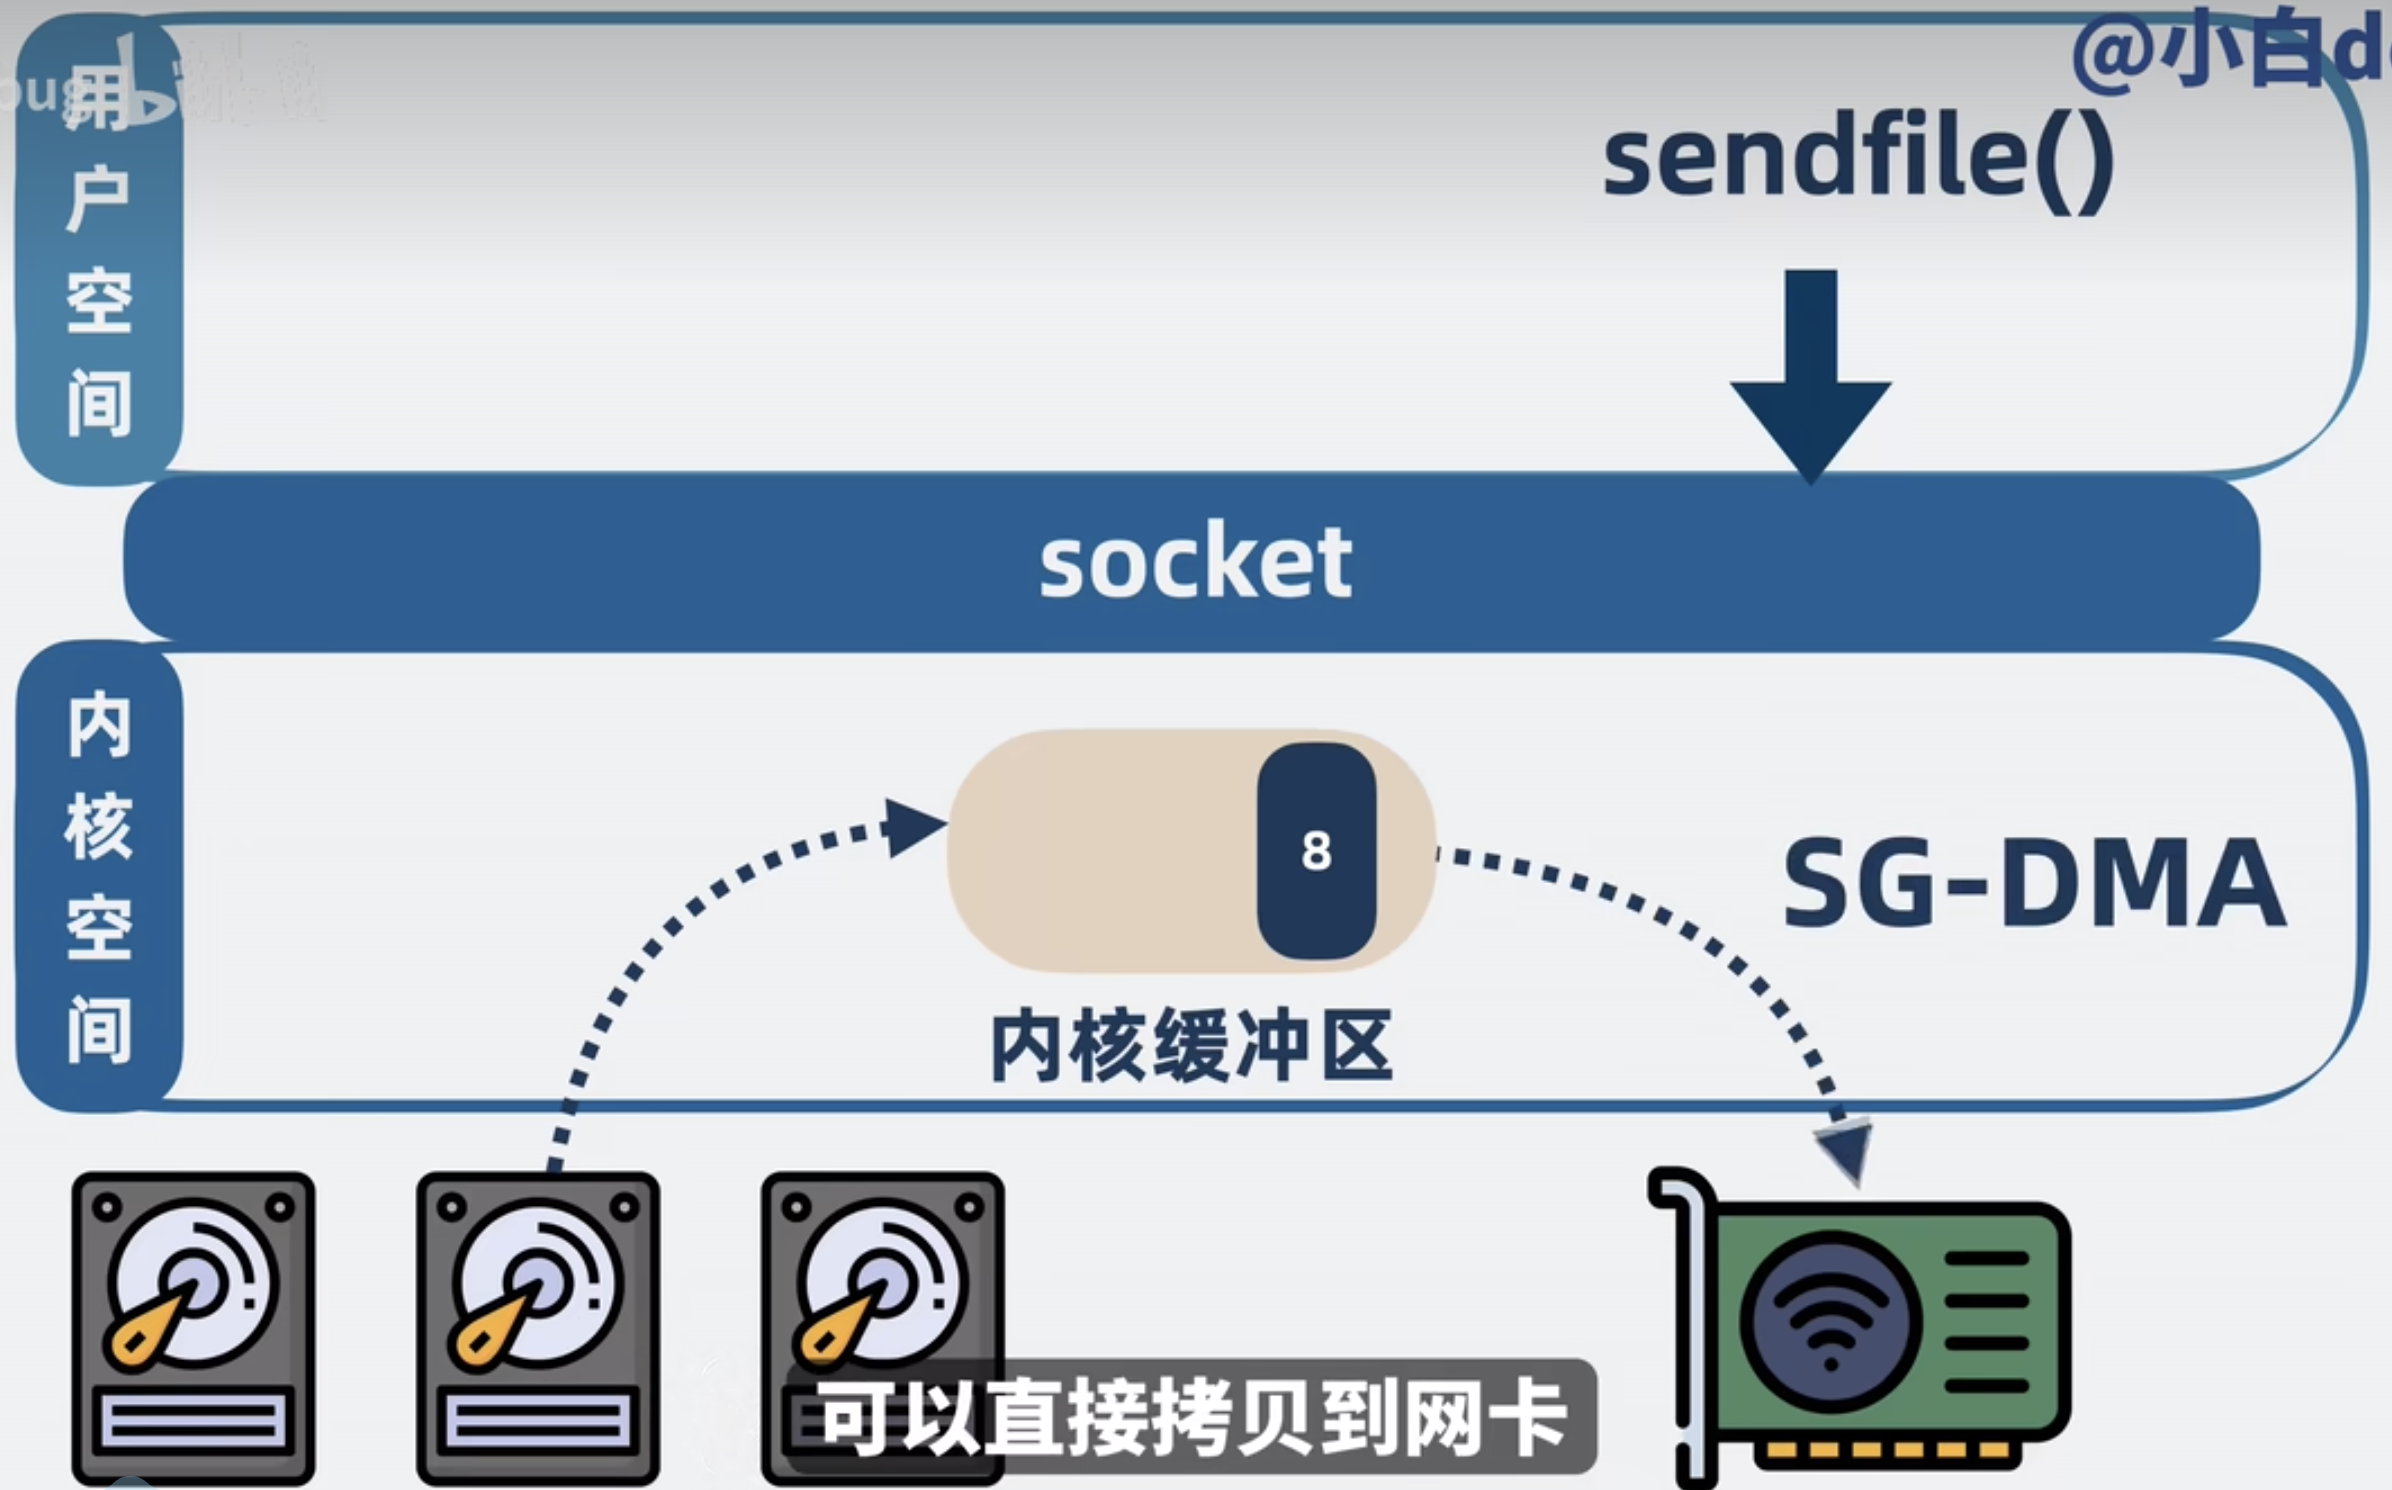 用户空间
@小白d
sendfile()
socket
内核空间
8
SG-DMA
内核缓冲区
可以直接拷贝到网卡